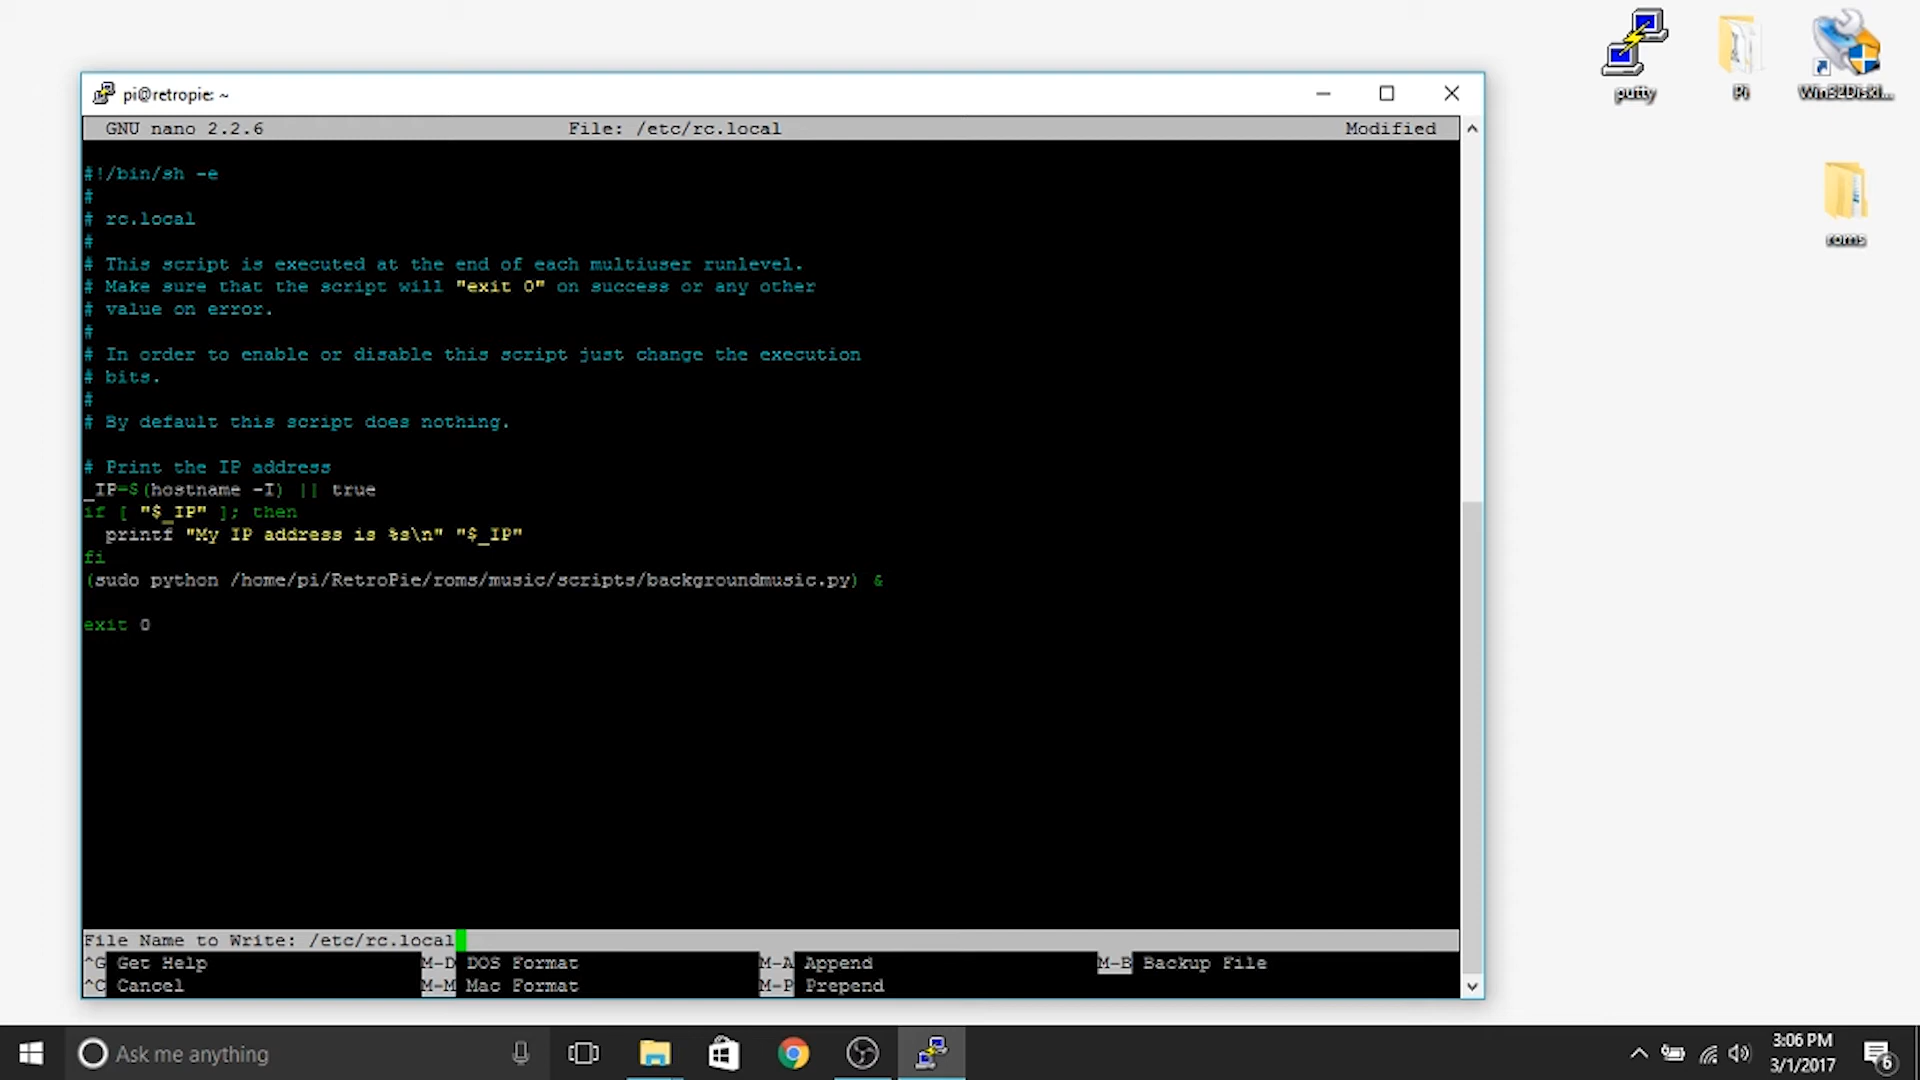 putty
Pi
Win32DiskI...
roms
pi@retropie: ~
GNU nano 2.2.6 File: /etc/rc.local Modified
#!/bin/sh -e
#
# rc.local
#
# This script is executed at the end of each multiuser runlevel.
# Make sure that the script will "exit 0" on success or any other
# value on error.
#
# In order to enable or disable this script just change the execution
# bits.
#
# By default this script does nothing.
# Print the IP address
_IP=$(hostname -I) || true
if [ "$_IP" ]; then
  printf "My IP address is %s\n" "$_IP"
fi
(sudo python /home/pi/RetroPie/roms/music/scripts/backgroundmusic.py) &
exit 0
File Name to Write: /etc/rc.local
^G Get Help M-D DOS Format M-A Append M-B Backup File
^C Cancel M-M Mac Format M-P Prepend
Ask me anything
3:06 PM
3/1/2017
6